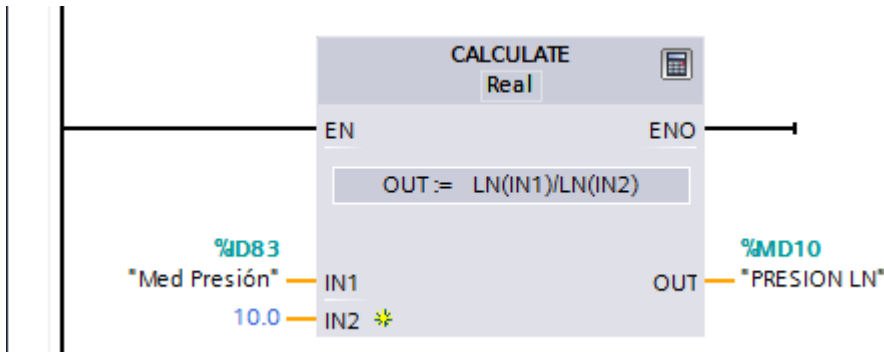 CALCULATE
Real
EN ENO
OUT := LN(IN1)/LN(IN2)
%ID83 %MD10
"Med Presión" IN1 OUT "PRESION LN"
10.0 IN2